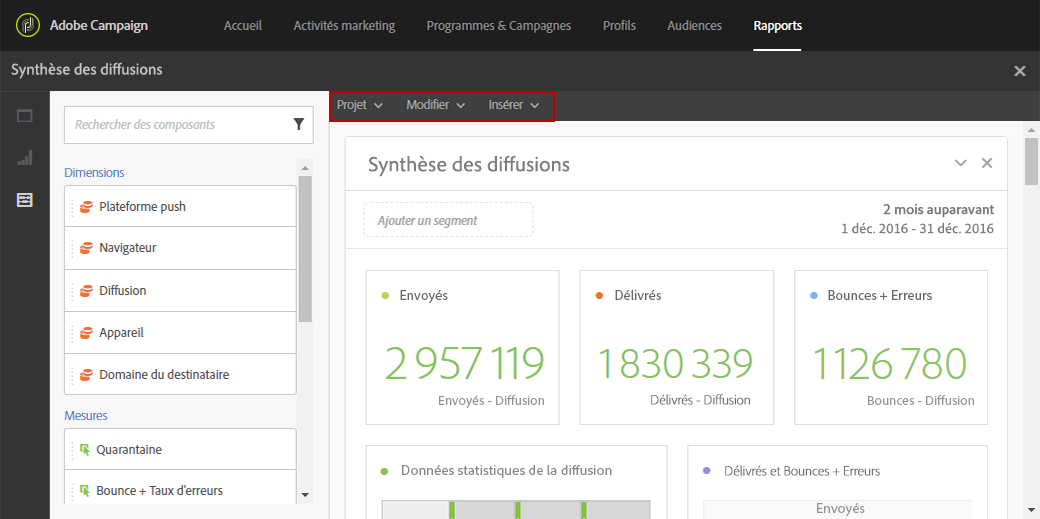 Adobe Campaign
Accueil
Activités marketing
Programmes & Campagnes
Profils
Audiences
Rapports
Synthèse des diffusions
Projet
Modifier
Insérer
Rechercher des composants
Dimensions
Plateforme push
Navigateur
Diffusion
Appareil
Domaine du destinataire
Mesures
Quarantaine
Bounce + Taux d'erreurs
Synthèse des diffusions
Ajouter un segment
2 mois auparavant
1 déc. 2016 - 31 déc. 2016
Envoyés
2 957 119
Envoyés - Diffusion
Délivrés
1 830 339
Délivrés - Diffusion
Bounces + Erreurs
1 126 780
Bounces - Diffusion
Données statistiques de la diffusion
Délivrés et Bounces + Erreurs
Envoyés